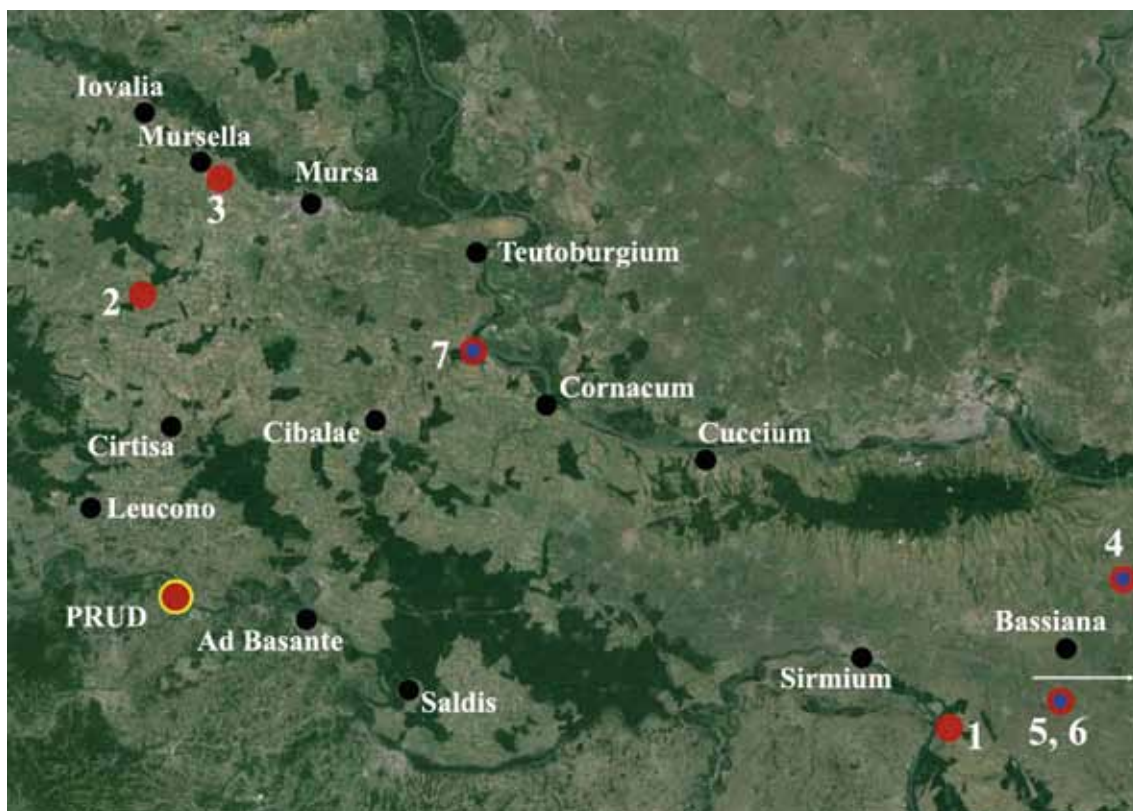 Iovalia
Mursella
Mursa
3
Teutoburgium
2
7
Cornacum
Cirtisa
Cibalae
Cuccium
Leucono
4
PRUD
Ad Basante
Bassiana
Sirmium
Saldis
1
5, 6